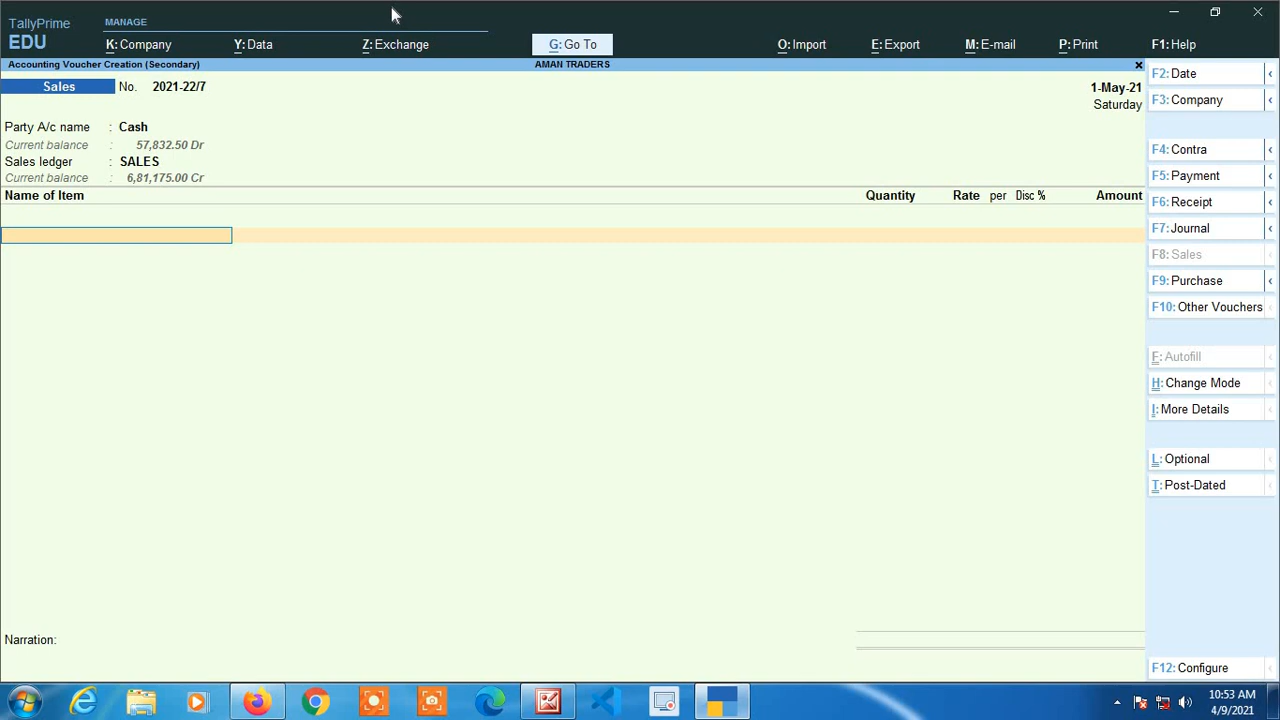 TallyPrime
EDU
MANAGE
K: Company
Y: Data
Z: Exchange
G: Go To
O: Import
E: Export
M: E-mail
P: Print
F1: Help
Accounting Voucher Creation (Secondary)
AMAN TRADERS
Sales No. 2021-22/7
1-May-21
Saturday
Party A/c name : Cash
Current balance : 57,832.50 Dr
Sales ledger : SALES
Current balance : 6,81,175.00 Cr
Name of Item Quantity Rate per Disc % Amount
Narration:
F2: Date
F3: Company
F4: Contra
F5: Payment
F6: Receipt
F7: Journal
F8: Sales
F9: Purchase
F10: Other Vouchers
F: Autofill
H: Change Mode
I: More Details
L: Optional
T: Post-Dated
F12: Configure
10:53 AM
4/9/2021